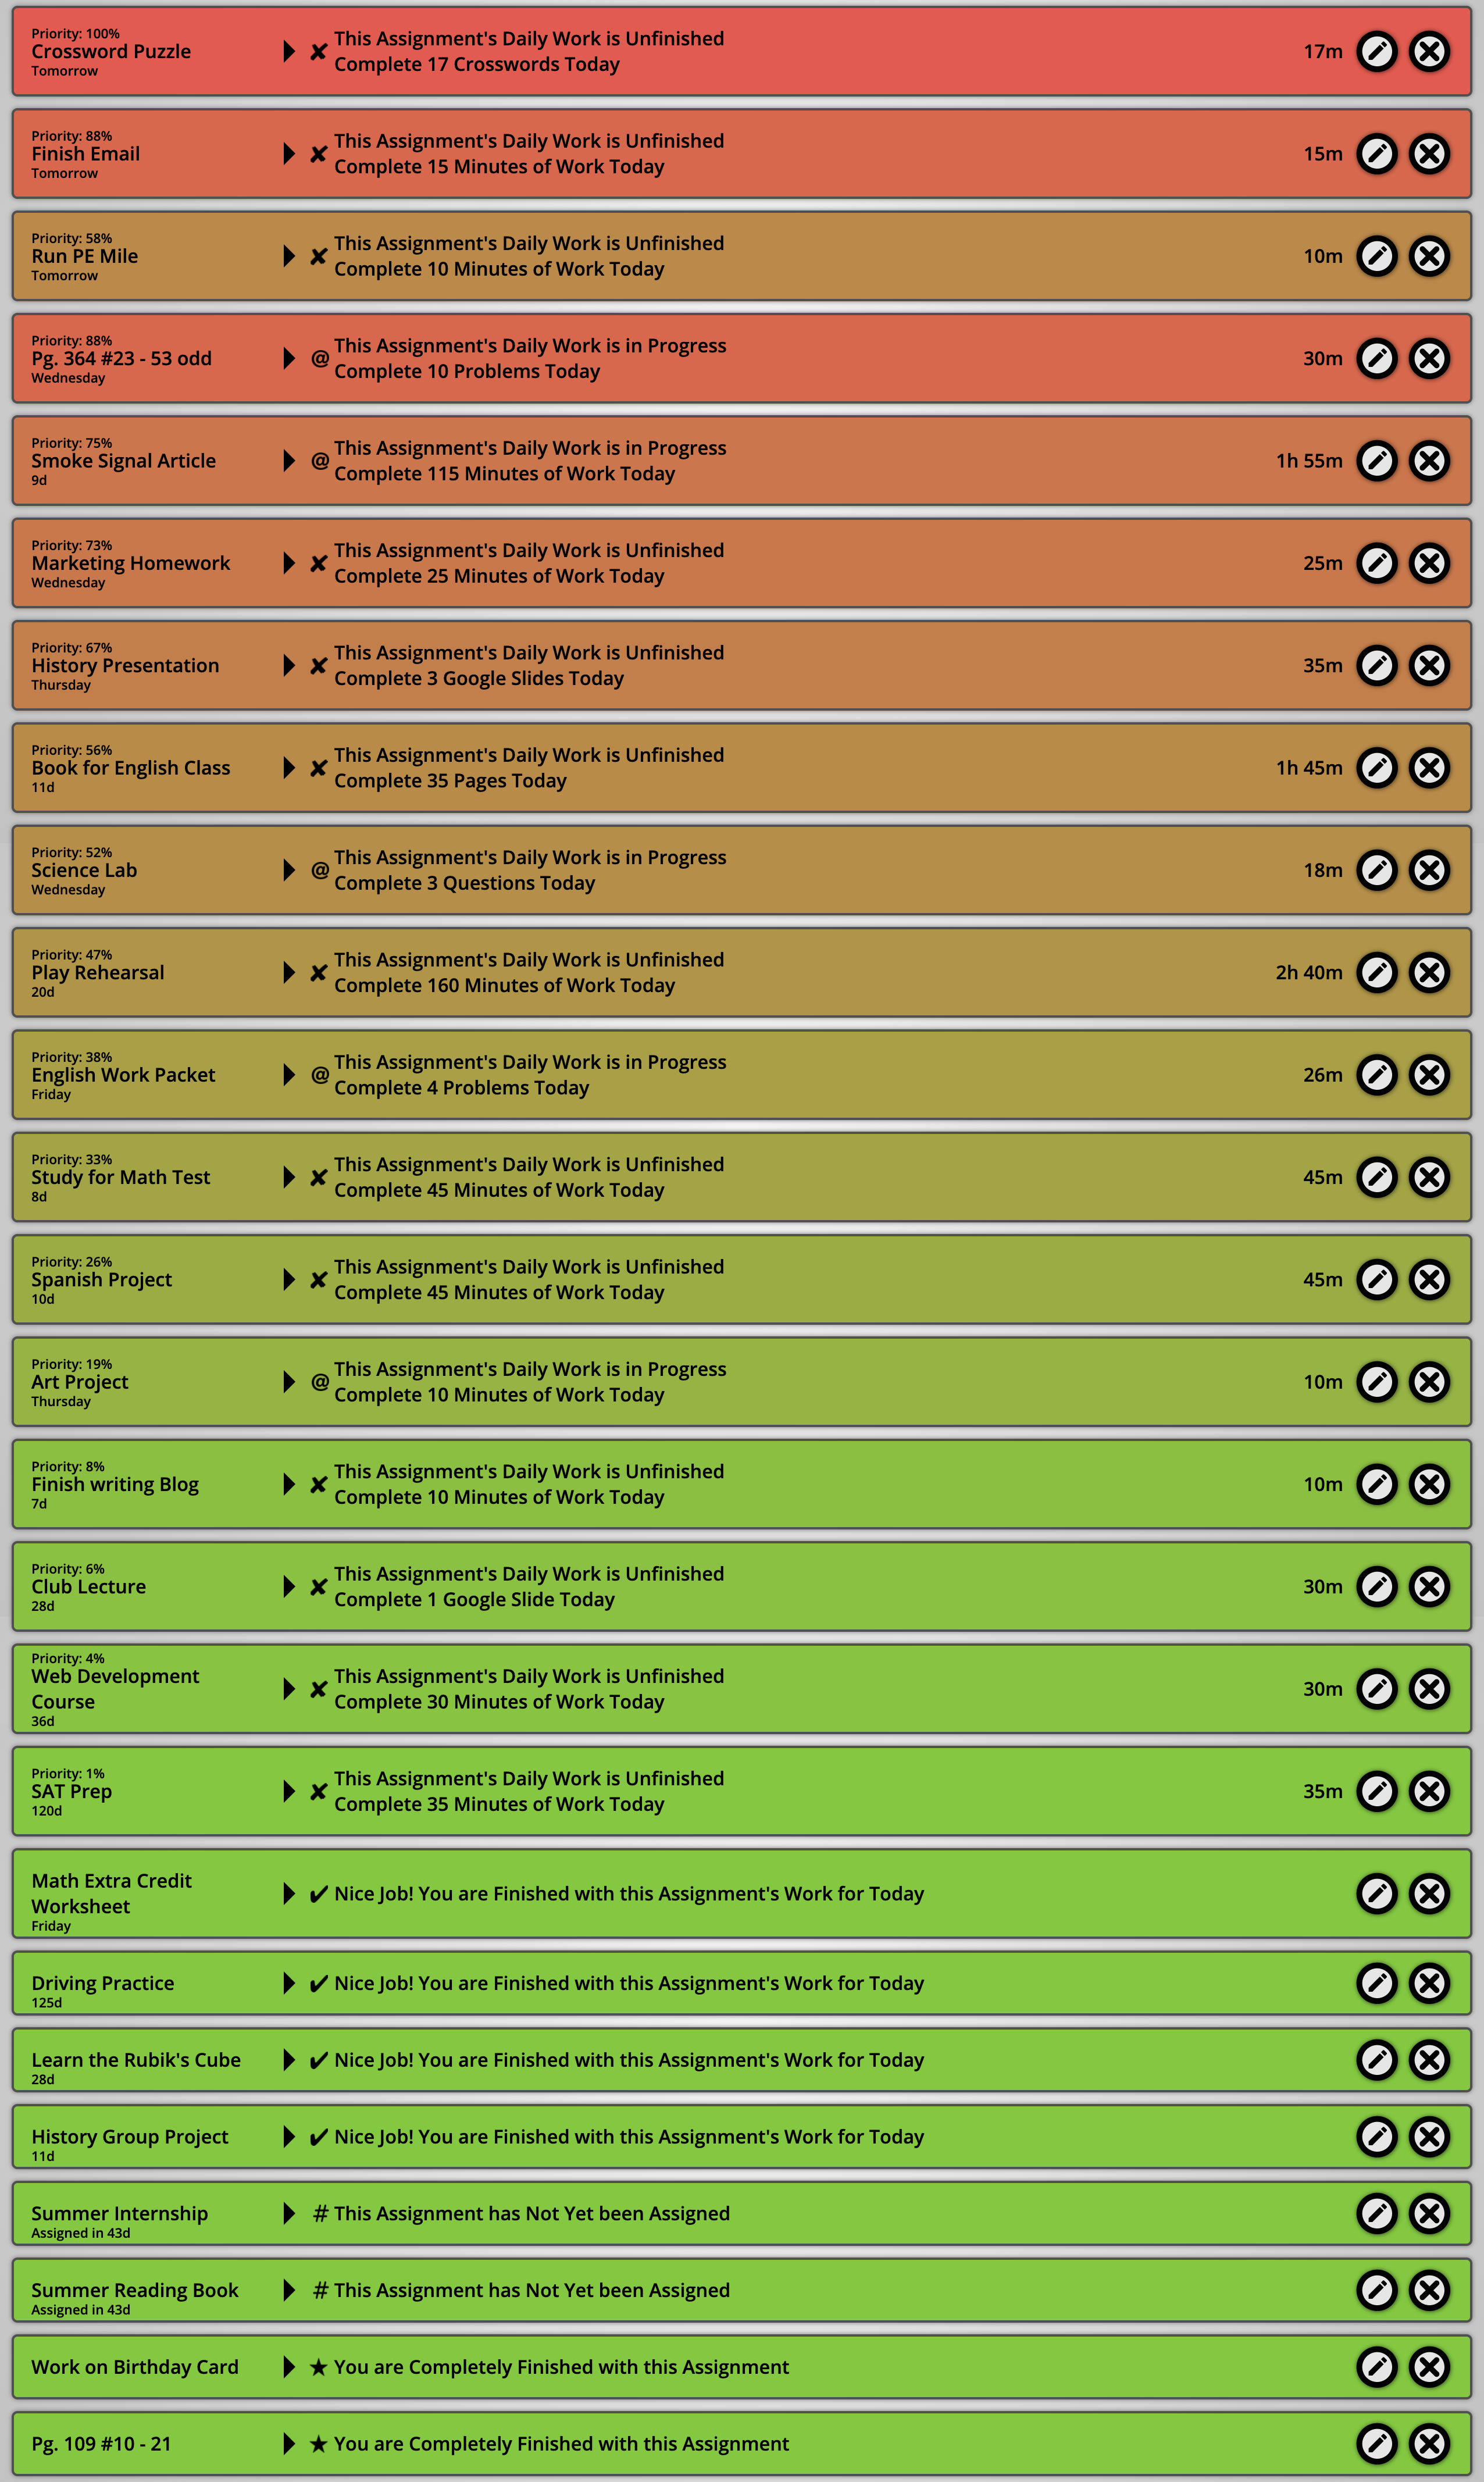 Priority: 100%
Crossword Puzzle
Tomorrow
✘ This Assignment's Daily Work is Unfinished
Complete 17 Crosswords Today
17m
Priority: 88%
Finish Email
Tomorrow
✘ This Assignment's Daily Work is Unfinished
Complete 15 Minutes of Work Today
15m
Priority: 58%
Run PE Mile
Tomorrow
✘ This Assignment's Daily Work is Unfinished
Complete 10 Minutes of Work Today
10m
Priority: 88%
Pg. 364 #23 - 53 odd
Wednesday
@ This Assignment's Daily Work is in Progress
Complete 10 Problems Today
30m
Priority: 75%
Smoke Signal Article
9d
@ This Assignment's Daily Work is in Progress
Complete 115 Minutes of Work Today
1h 55m
Priority: 73%
Marketing Homework
Wednesday
✘ This Assignment's Daily Work is Unfinished
Complete 25 Minutes of Work Today
25m
Priority: 67%
History Presentation
Thursday
✘ This Assignment's Daily Work is Unfinished
Complete 3 Google Slides Today
35m
Priority: 56%
Book for English Class
11d
✘ This Assignment's Daily Work is Unfinished
Complete 35 Pages Today
1h 45m
Priority: 52%
Science Lab
Wednesday
@ This Assignment's Daily Work is in Progress
Complete 3 Questions Today
18m
Priority: 47%
Play Rehearsal
20d
✘ This Assignment's Daily Work is Unfinished
Complete 160 Minutes of Work Today
2h 40m
Priority: 38%
English Work Packet
Friday
@ This Assignment's Daily Work is in Progress
Complete 4 Problems Today
26m
Priority: 33%
Study for Math Test
8d
✘ This Assignment's Daily Work is Unfinished
Complete 45 Minutes of Work Today
45m
Priority: 26%
Spanish Project
10d
✘ This Assignment's Daily Work is Unfinished
Complete 45 Minutes of Work Today
45m
Priority: 19%
Art Project
Thursday
@ This Assignment's Daily Work is in Progress
Complete 10 Minutes of Work Today
10m
Priority: 8%
Finish writing Blog
7d
✘ This Assignment's Daily Work is Unfinished
Complete 10 Minutes of Work Today
10m
Priority: 6%
Club Lecture
28d
✘ This Assignment's Daily Work is Unfinished
Complete 1 Google Slide Today
30m
Priority: 4%
Web Development
Course
36d
✘ This Assignment's Daily Work is Unfinished
Complete 30 Minutes of Work Today
30m
Priority: 1%
SAT Prep
120d
✘ This Assignment's Daily Work is Unfinished
Complete 35 Minutes of Work Today
35m
Math Extra Credit
Worksheet
Friday
✔ Nice Job! You are Finished with this Assignment's Work for Today
Driving Practice
125d
✔ Nice Job! You are Finished with this Assignment's Work for Today
Learn the Rubik's Cube
28d
✔ Nice Job! You are Finished with this Assignment's Work for Today
History Group Project
11d
✔ Nice Job! You are Finished with this Assignment's Work for Today
Summer Internship
Assigned in 43d
# This Assignment has Not Yet been Assigned
Summer Reading Book
Assigned in 43d
# This Assignment has Not Yet been Assigned
Work on Birthday Card
★ You are Completely Finished with this Assignment
Pg. 109 #10 - 21
★ You are Completely Finished with this Assignment